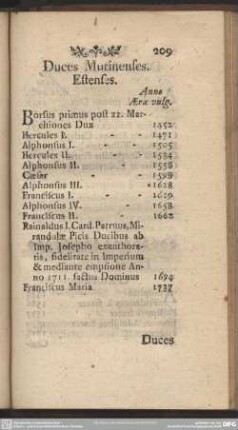 209
Duces Mutinenses.
Estenses.
Anno
Æræ vulg.
Borsus primus post 22. Mar-
chiones Dux 1452
Hercules I. - - 1471
Alphonsus I. - - 1505
Hercules II. - - 1534
Alphonsus II. - - 1558
Cæsar - - 1598
Alphonsus III. - 1628
Franciscus I. - - 1629
Alphonsus IV. - - 1658
Franciscus II. - 1662
Rainaldus I. Card. Patruus, Mi-
randulæ Picis Ducibus ab
Imp. Josepho exauthora-
tis, fidelitate in Imperium
& mediante emptione An-
no 1711. factus Dominus 1694
Franciscus Maria 1737
Duces